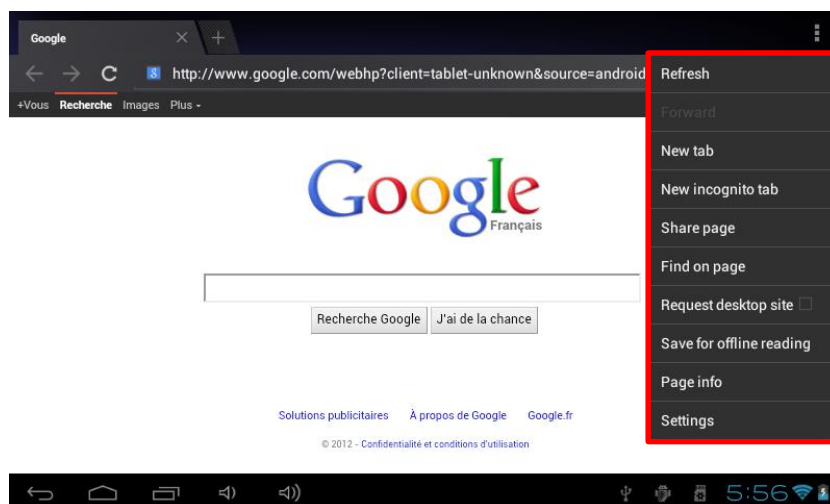 Google
http://www.google.com/webhp?client=tablet-unknown&source=android
+Vous Recherche Images Plus
Google
Français
Recherche Google J'ai de la chance
Solutions publicitaires À propos de Google Google.fr
© 2012 - Confidentialité et conditions d'utilisation
Refresh
Forward
New tab
New incognito tab
Share page
Find on page
Request desktop site
Save for offline reading
Page info
Settings
5:56